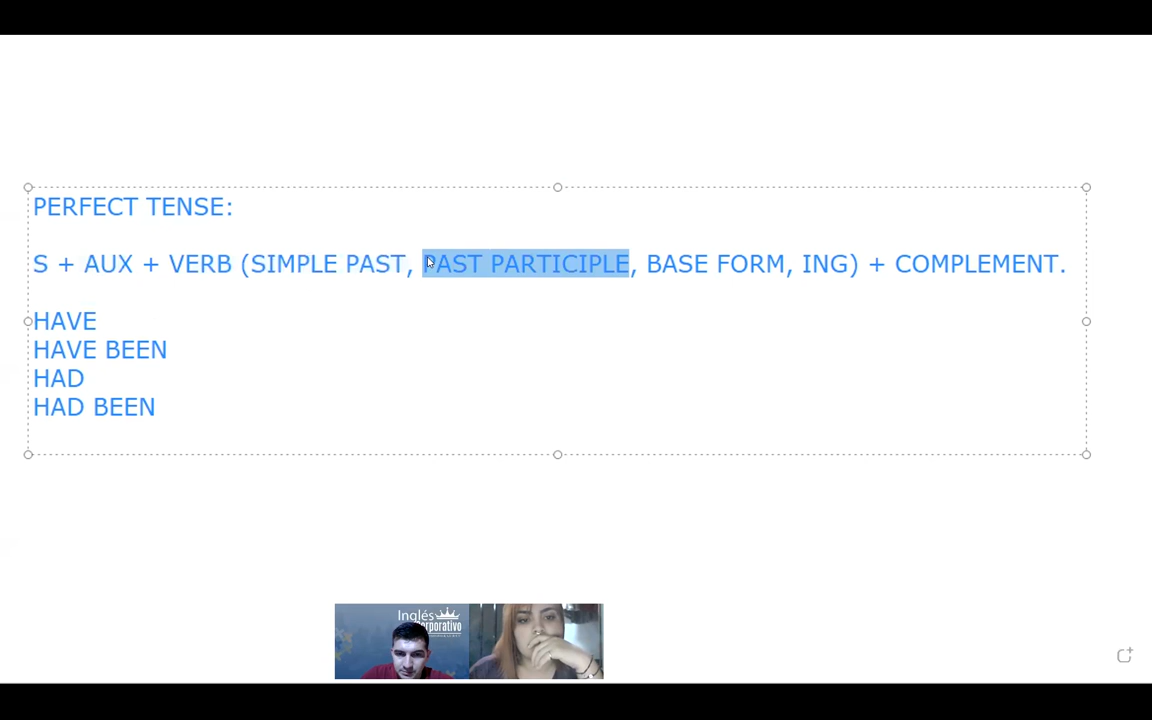 PERFECT TENSE:
S + AUX + VERB (SIMPLE PAST, PAST PARTICIPLE, BASE FORM, ING) + COMPLEMENT.
HAVE
HAVE BEEN
HAD
HAD BEEN
Inglés